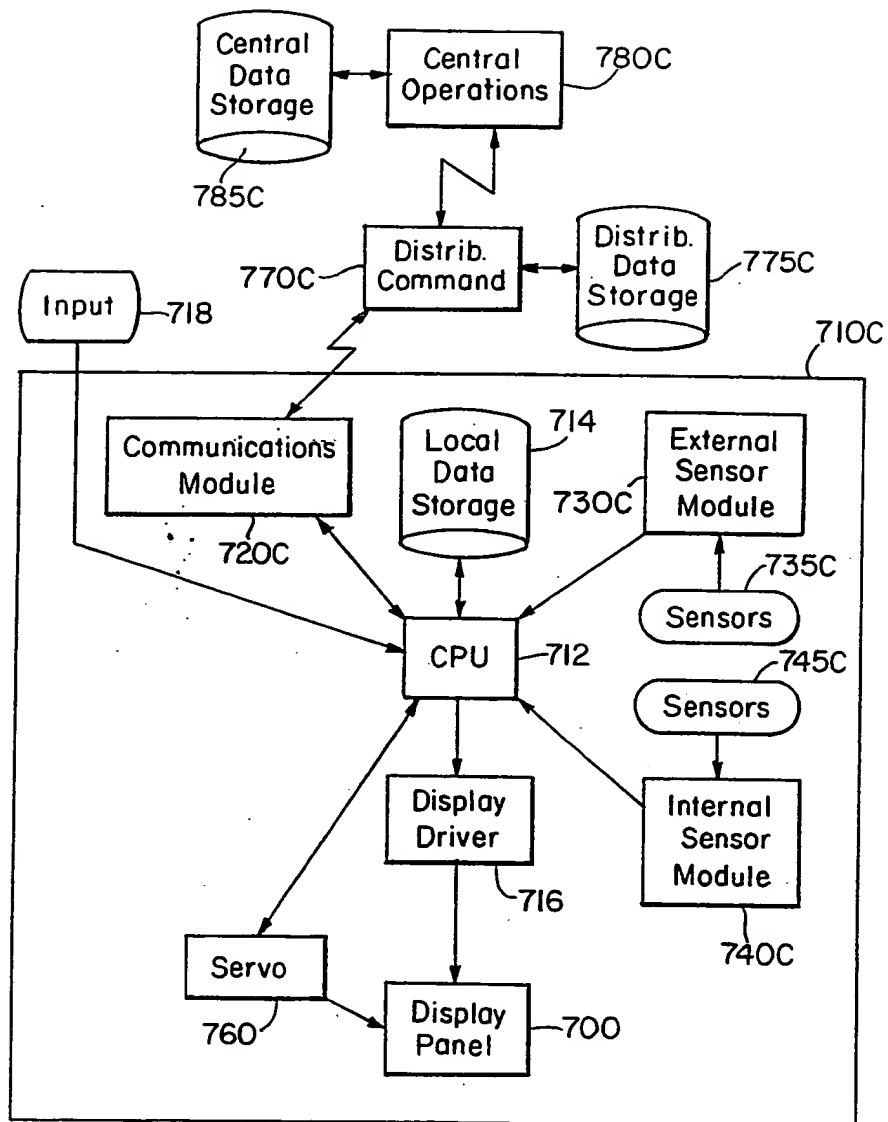 Central
Data
Storage
785C
Central
Operations
780C
Distrib.
Command
770C
Distrib.
Data
Storage
775C
Input
718
710C
Communications
Module
720C
Local
Data
Storage
714
External
Sensor
Module
730C
Sensors
735C
CPU
712
Sensors
745C
Display
Driver
716
Internal
Sensor
Module
740C
Servo
760
Display
Panel
700